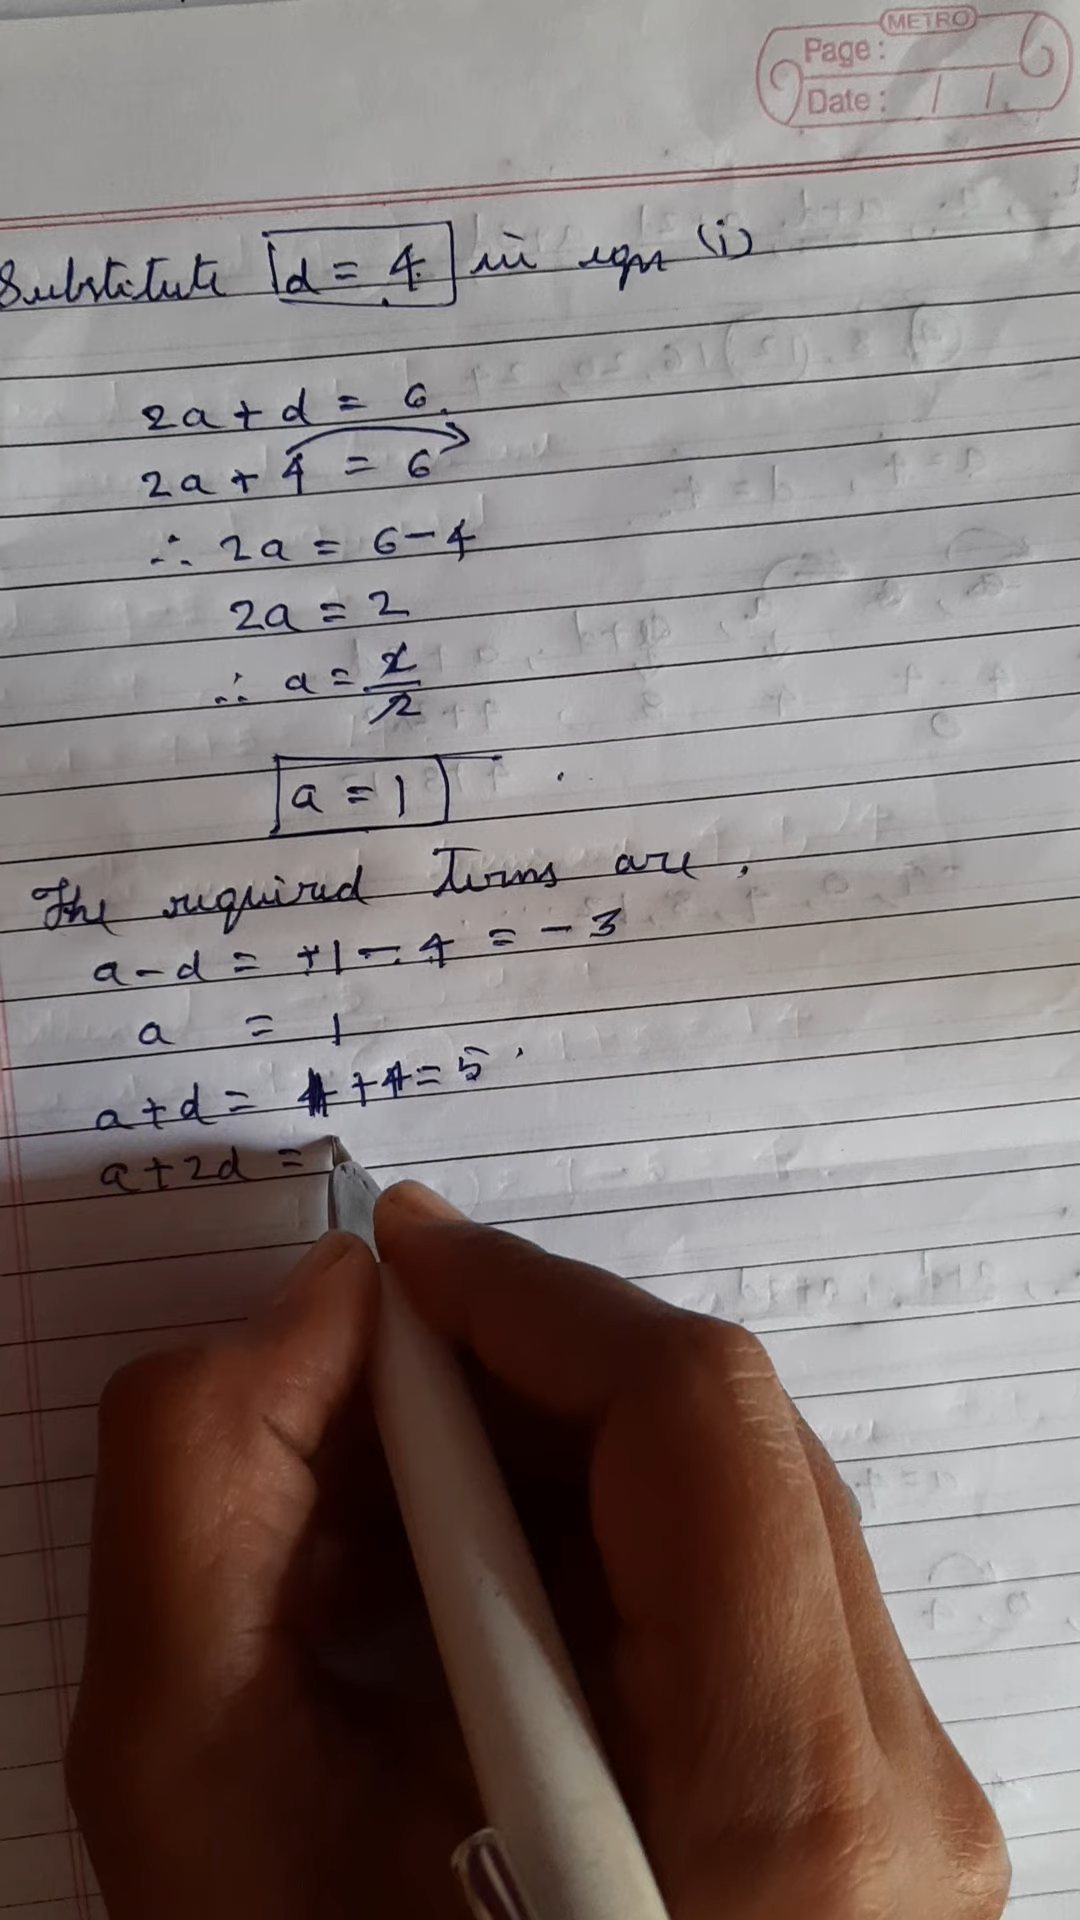 METRO
Page :
Date : / /
Substitute d = 4 in eqn (i)
2a + d = 6
2a + 4 = 6
∴ 2a = 6 - 4
2a = 2
∴ a = 2/2
a = 1
The required Terms are,
a - d = +1 - 4 = - 3
a = 1
a + d = 1 + 4 = 5
a + 2d =